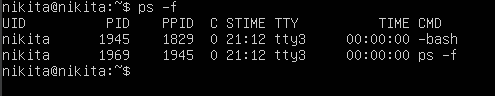 nikita@nikita:~$ ps -f
UID          PID    PPID  C STIME TTY          TIME CMD
nikita      1945    1829  0 21:12 tty3     00:00:00 -bash
nikita      1969    1945  0 21:12 tty3     00:00:00 ps -f
nikita@nikita:~$